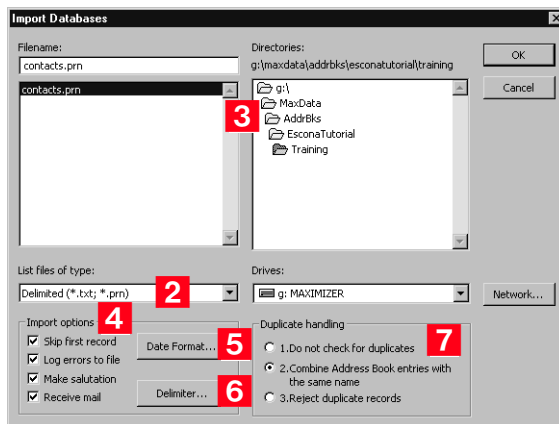 Import Databases
Filename:
contacts.prn
contacts.prn
Directories:
g:\maxdata\addrbks\esconatutorial\training
g:\
MaxData
AddrBks
EsconaTutorial
Training
3
OK
Cancel
List files of type:
Delimited (*.txt; *.prn)
2
Drives:
g: MAXIMIZER
Network...
Import options
4
Skip first record
Log errors to file
Make salutation
Receive mail
Date Format...
5
Delimiter...
6
Duplicate handling
7
1.Do not check for duplicates
2.Combine Address Book entries with
the same name
3.Reject duplicate records